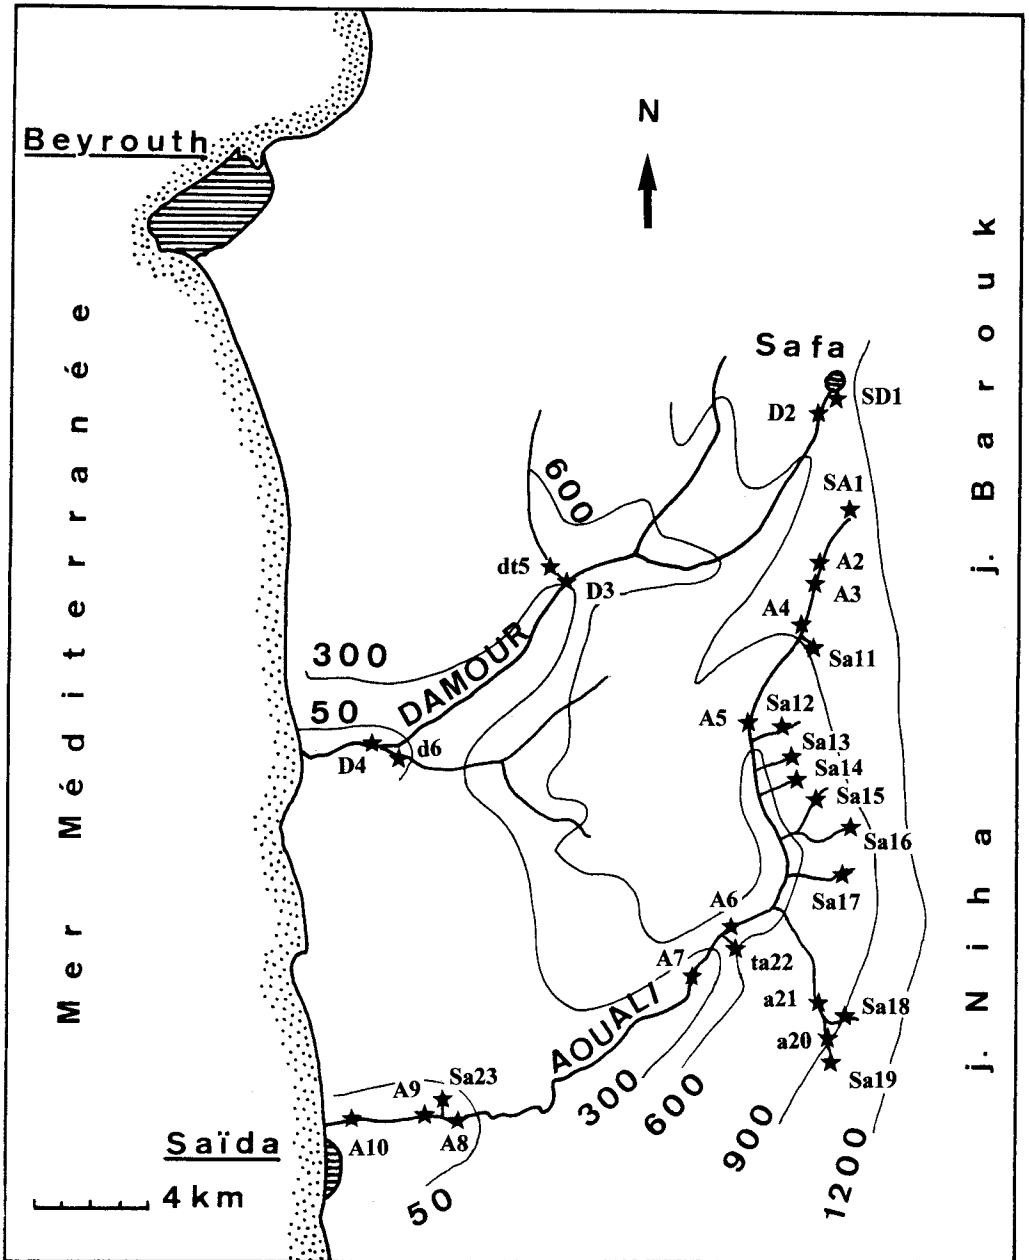 N
Beyrouth
Mer Méditerranée
j. Barouk
Safa
SD1
D2
SA1
600
A2
dt5
D3
A3
A4
300
DAMOUR
Sa11
50
A5
Sa12
d6
D4
Sa13
Sa14
Sa15
Sa16
j. Niha
Sa17
A6
A7
ta22
a21
Sa18
AOUALI
a20
Sa19
Sa23
A9
300
600
900
1200
A10
A8
Saïda
50
4 km